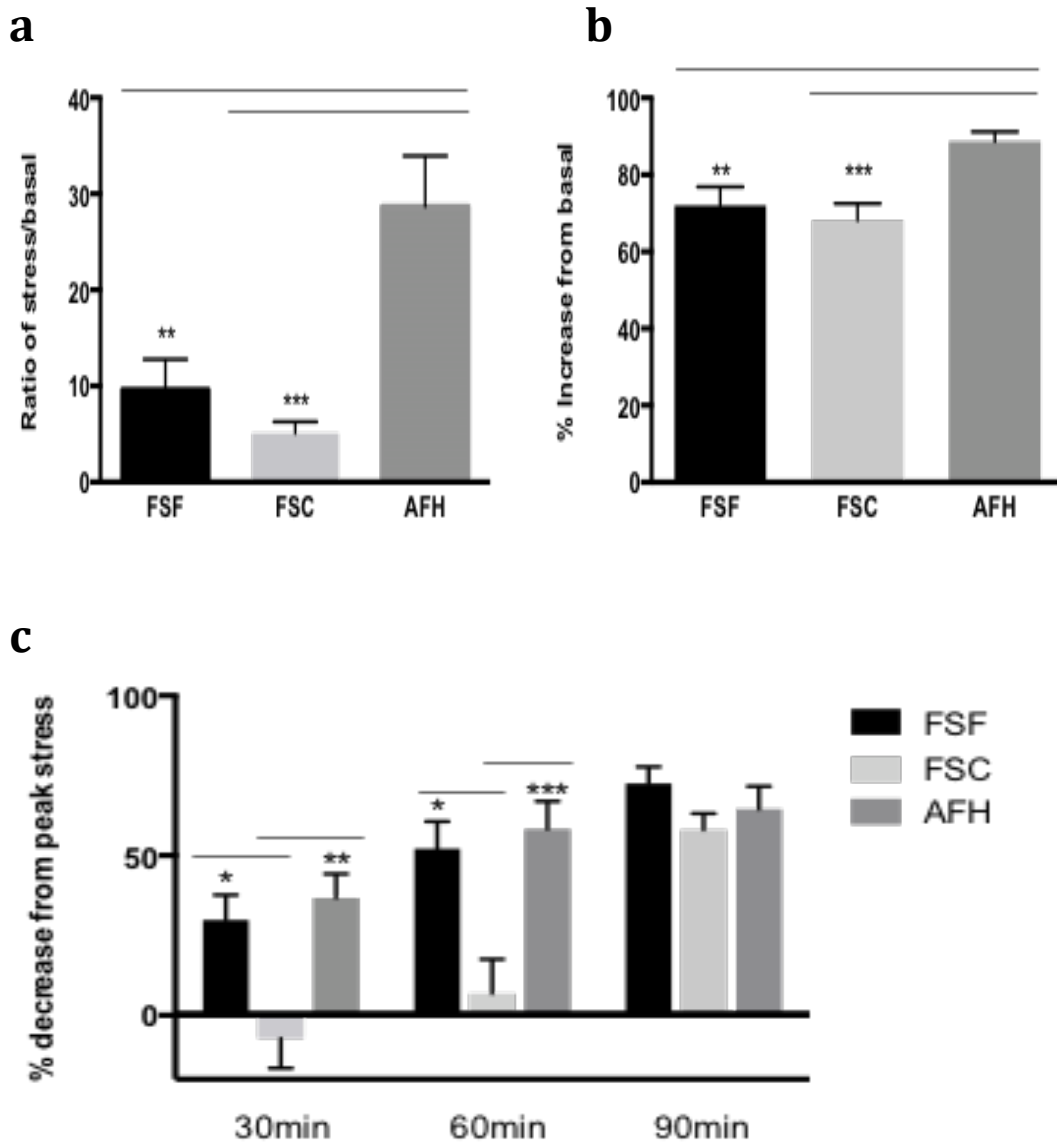 a
Ratio of stress/basal
40
30
20
10
0
**
***
FSF FSC AFH
b
% Increase from basal
100
80
60
40
20
0
**
***
FSF FSC AFH
c
% decrease from peak stress
100
50
0
*
**
*
***
30min 60min 90min
FSF
FSC
AFH